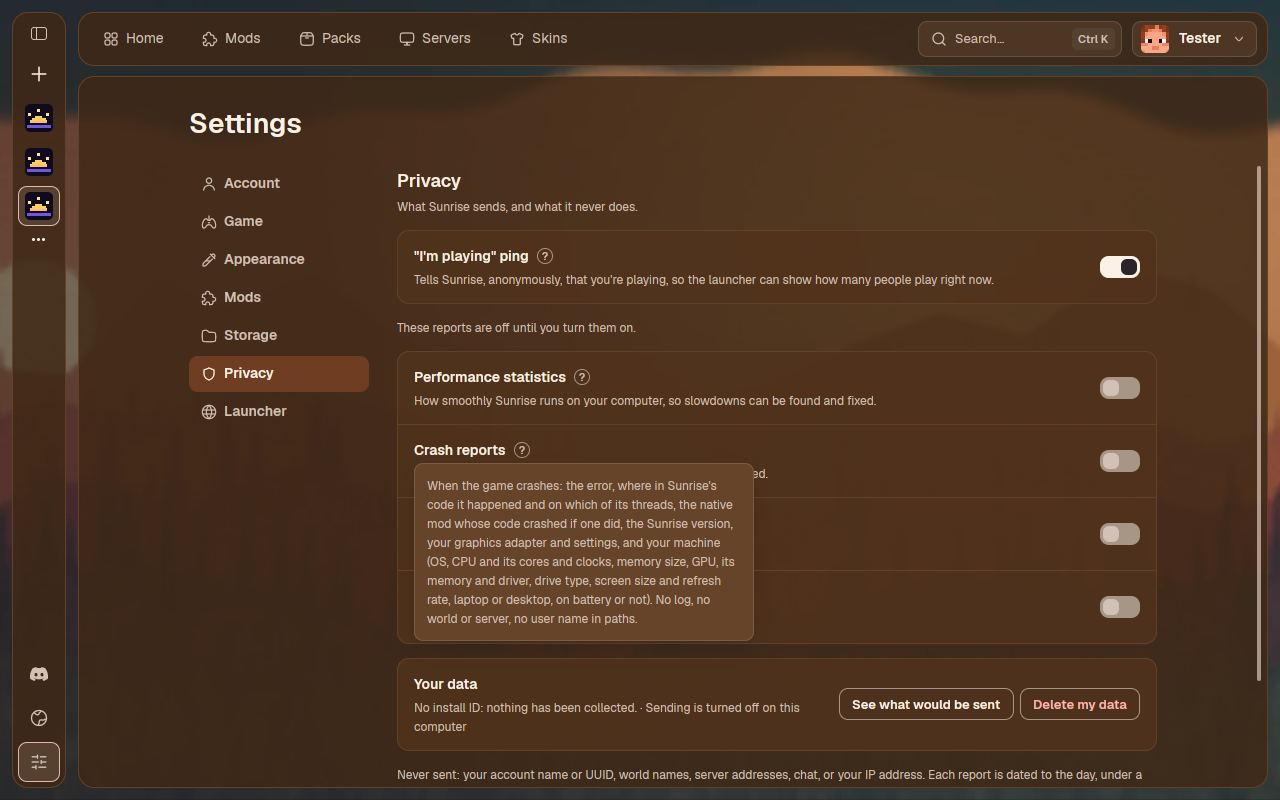 Home
Mods
Packs
Servers
Skins
Search...
Ctrl K
Tester
Settings
Account
Game
Appearance
Mods
Storage
Privacy
Launcher
Privacy
What Sunrise sends, and what it never does.
"I'm playing" ping ?
Tells Sunrise, anonymously, that you're playing, so the launcher can show how many people play right now.
These reports are off until you turn them on.
Performance statistics ?
How smoothly Sunrise runs on your computer, so slowdowns can be found and fixed.
Crash reports ?
ed.
When the game crashes: the error, where in Sunrise's
code it happened and on which of its threads, the native
mod whose code crashed if one did, the Sunrise version,
your graphics adapter and settings, and your machine
(OS, CPU and its cores and clocks, memory size, GPU, its
memory and driver, drive type, screen size and refresh
rate, laptop or desktop, on battery or not). No log, no
world or server, no user name in paths.
Your data
No install ID: nothing has been collected. · Sending is turned off on this
computer
See what would be sent
Delete my data
Never sent: your account name or UUID, world names, server addresses, chat, or your IP address. Each report is dated to the day, under a